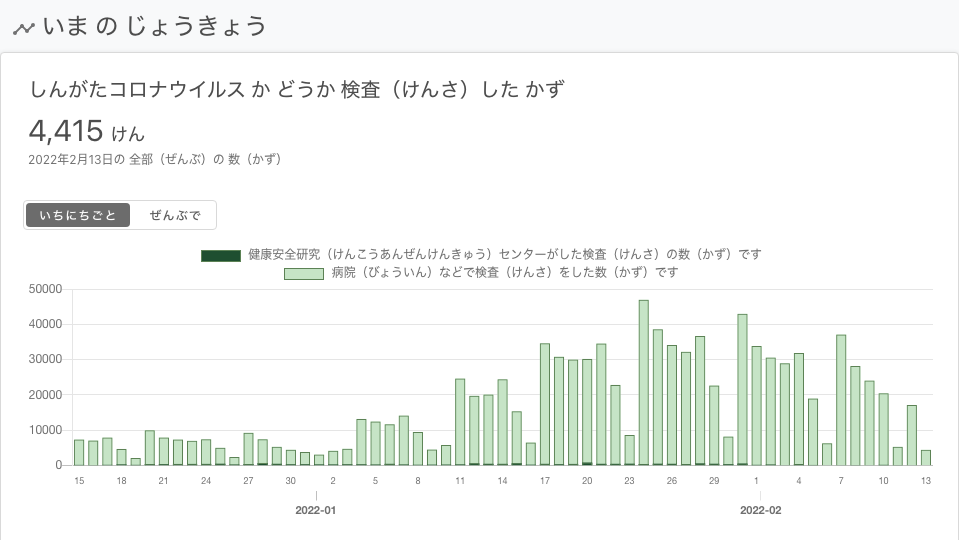 いま の じょうきょう
しんがたコロナウイルス か どうか 検査（けんさ）した かず
4,415 けん
2022年2月13日の 全部（ぜんぶ）の 数（かず）
いちにちごと ぜんぶで
健康安全研究（けんこうあんぜんけんきゅう）センターがした検査（けんさ）の数（かず）です
病院（びょういん）などで検査（けんさ）をした数（かず）です
50000
40000
30000
20000
10000
0
15 18 21 24 27 30 2 5 8 11 14 17 20 23 26 29 1 4 7 10 13
2022-01 2022-02